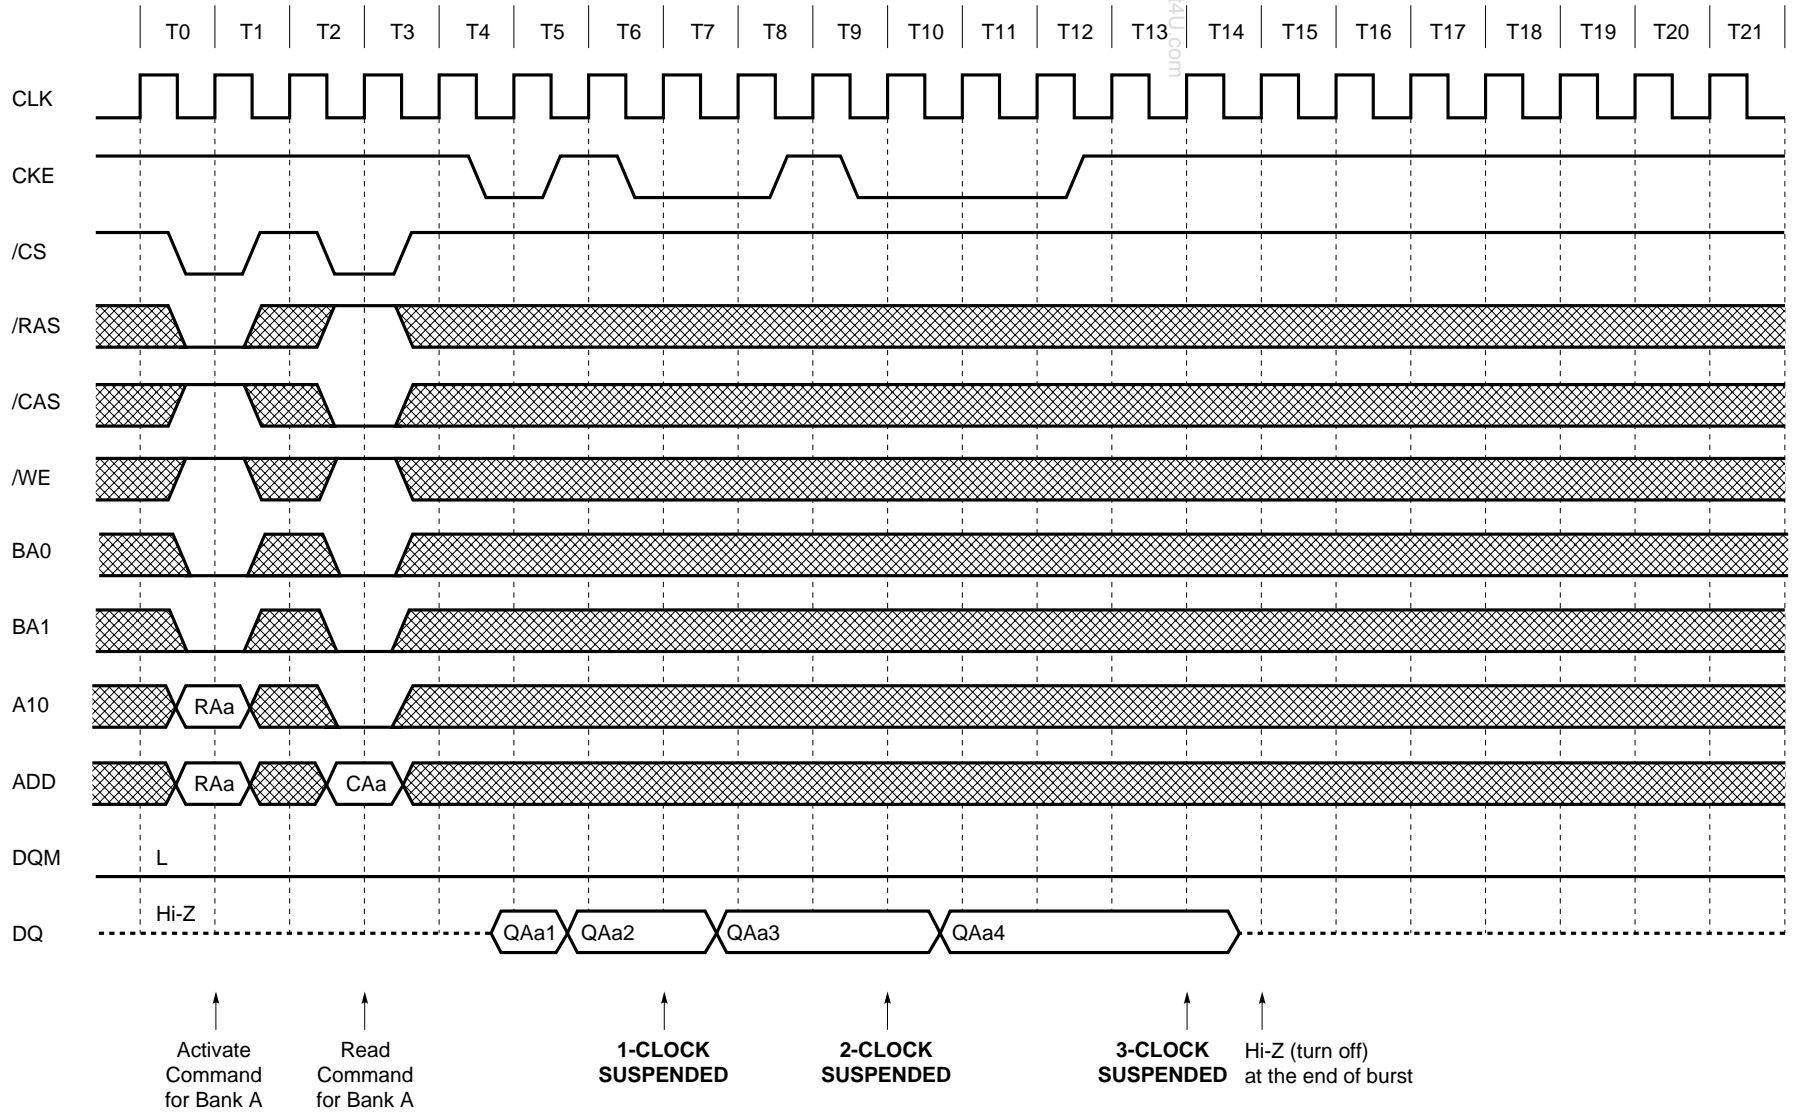 T0 T1 T2 T3 T4 T5 T6 T7 T8 T9 T10 T11 T12 T13 T14 T15 T16 T17 T18 T19 T20 T21
t4U.com
CLK
CKE
/CS
/RAS
/CAS
/WE
BA0
BA1
A10 RAa
ADD RAa CAa
DQM L
Hi-Z
DQ QAa1 QAa2 QAa3 QAa4
Activate
Command
for Bank A
Read
Command
for Bank A
1-CLOCK
SUSPENDED
2-CLOCK
SUSPENDED
3-CLOCK
SUSPENDED
Hi-Z (turn off)
at the end of burst